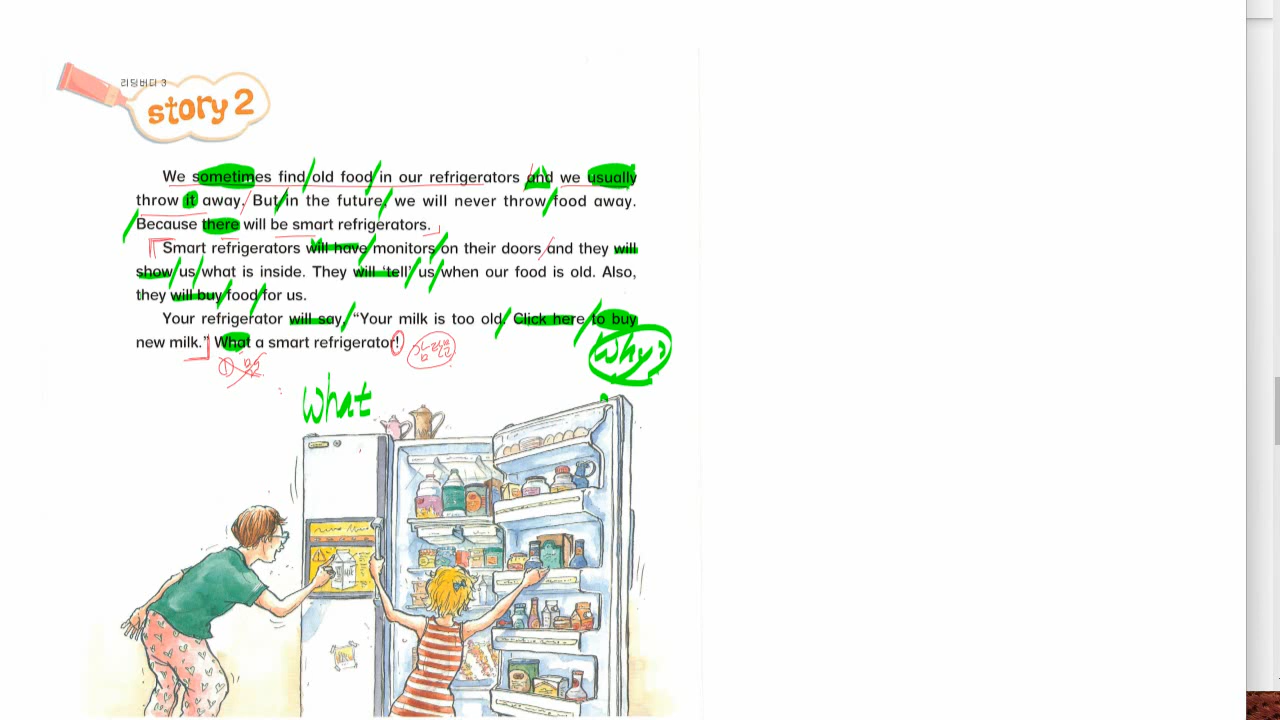 리딩버디 3
story 2
We sometimes find old food in our refrigerators and we usually
throw it away. But in the future, we will never throw food away.
Because there will be smart refrigerators.
Smart refrigerators will have monitors on their doors and they will
show us what is inside. They will 'tell' us when our food is old. Also,
they will buy food for us.
Your refrigerator will say, “Your milk is too old. Click here to buy
new milk.” What a smart refrigerator!
감탄문
Why?
①
What